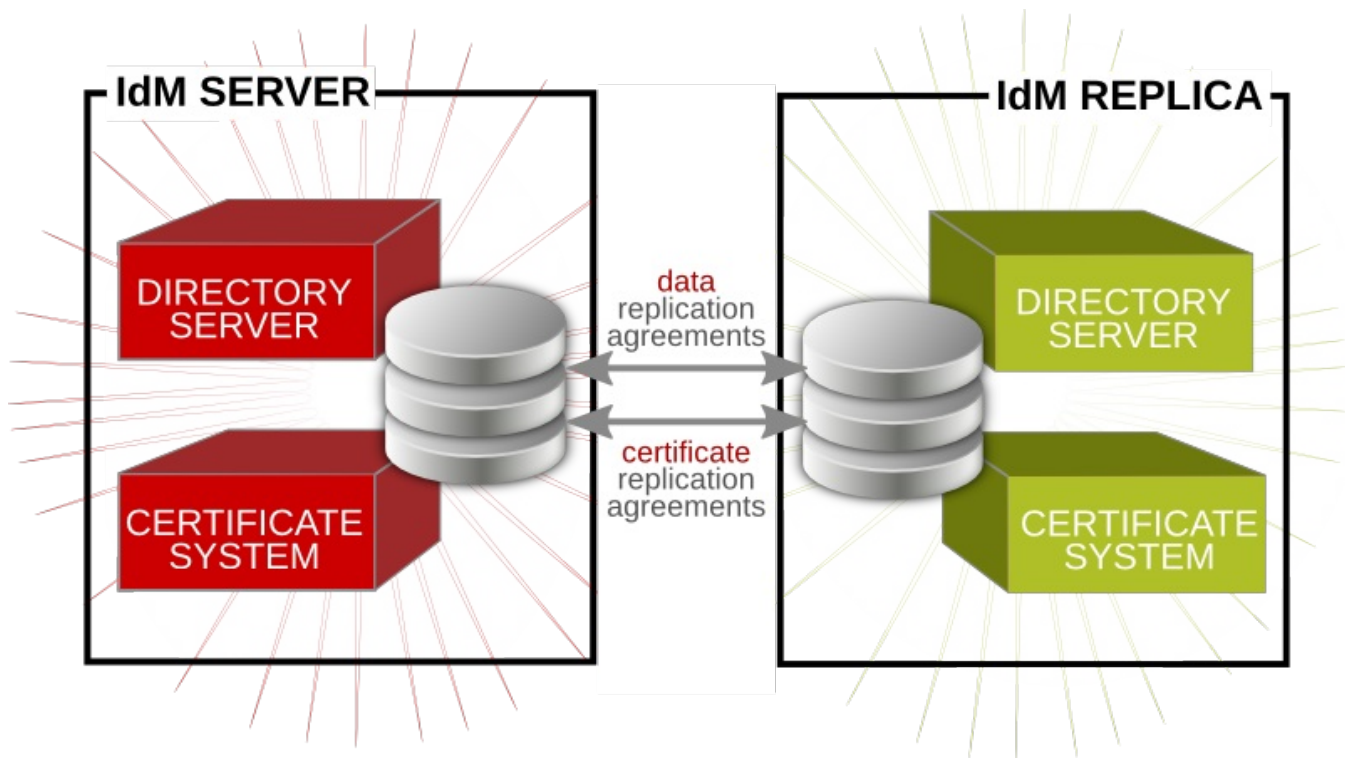 IdM SERVER
IdM REPLICA
DIRECTORY
SERVER
data
replication
agreements
DIRECTORY
SERVER
CERTIFICATE
SYSTEM
certificate
replication
agreements
CERTIFICATE
SYSTEM